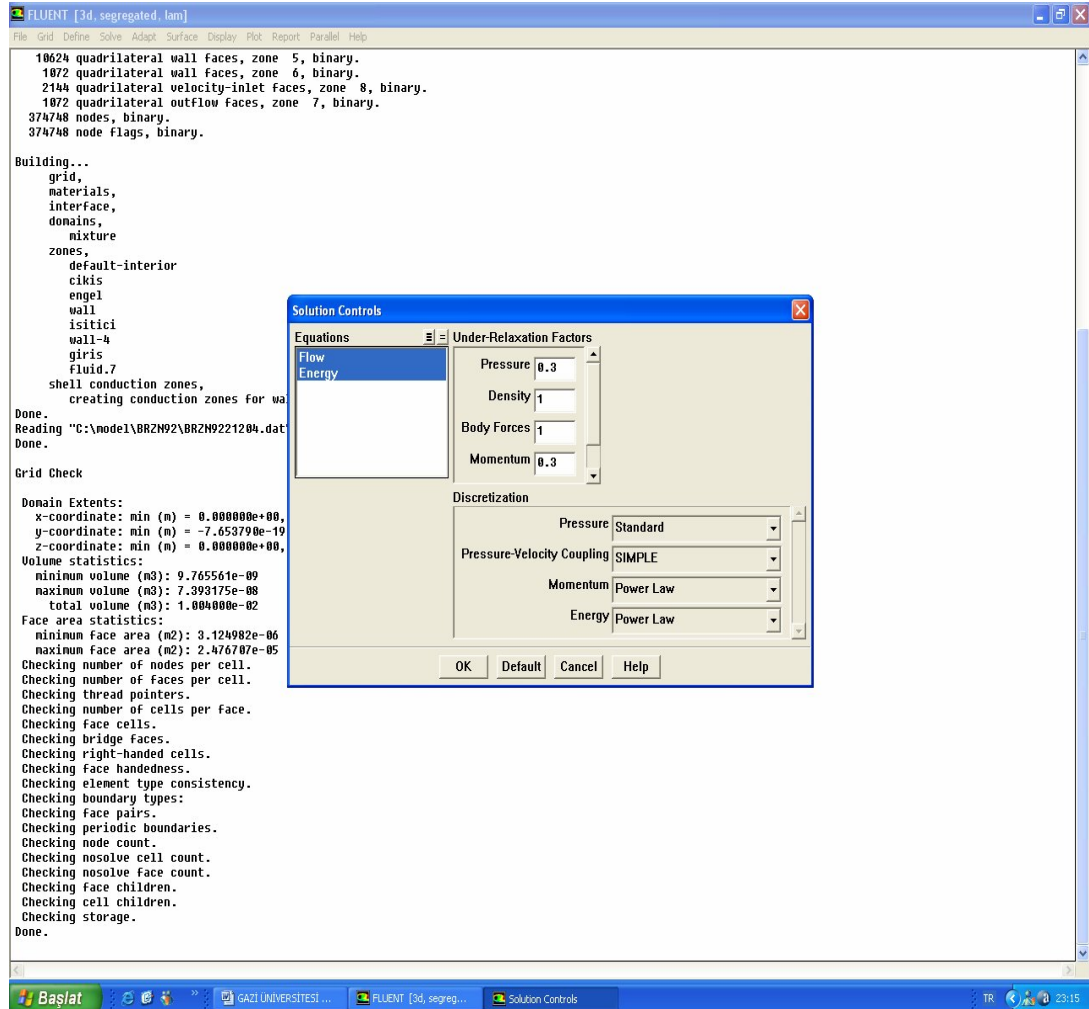 FLUENT [3d, segregated, lam]
File Grid Define Solve Adapt Surface Display Plot Report Parallel Help
10624 quadrilateral wall faces, zone 5, binary.
1072 quadrilateral wall faces, zone 6, binary.
2144 quadrilateral velocity-inlet faces, zone 8, binary.
1072 quadrilateral outflow faces, zone 7, binary.
374748 nodes, binary.
374748 node flags, binary.
Building...
grid,
materials,
interface,
domains,
mixture
zones,
default-interior
cikis
engel
wall
isitici
wall-4
giris
fluid.7
shell conduction zones,
creating conduction zones for wa
Done.
Reading "C:\model\BRZN92\BRZN9221204.dat"
Done.
Grid Check
Domain Extents:
x-coordinate: min (m) = 0.000000e+00,
y-coordinate: min (m) = -7.653790e-19
z-coordinate: min (m) = 0.000000e+00,
Volume statistics:
minimum volume (m3): 9.765561e-09
maximum volume (m3): 7.393175e-08
total volume (m3): 1.004000e-02
Face area statistics:
minimum face area (m2): 3.124982e-06
maximum face area (m2): 2.476707e-05
Checking number of nodes per cell.
Checking number of faces per cell.
Checking thread pointers.
Checking number of cells per face.
Checking face cells.
Checking bridge faces.
Checking right-handed cells.
Checking face handedness.
Checking element type consistency.
Checking boundary types:
Checking face pairs.
Checking periodic boundaries.
Checking node count.
Checking nosolve cell count.
Checking nosolve face count.
Checking face children.
Checking cell children.
Checking storage.
Done.
Solution Controls
Equations
Flow
Energy
Under-Relaxation Factors
Pressure 0.3
Density 1
Body Forces 1
Momentum 0.3
Discretization
Pressure Standard
Pressure-Velocity Coupling SIMPLE
Momentum Power Law
Energy Power Law
OK Default Cancel Help
Başlat GAZİ ÜNİVERSİTESİ ... FLUENT [3d, segreg... Solution Controls TR 23:15